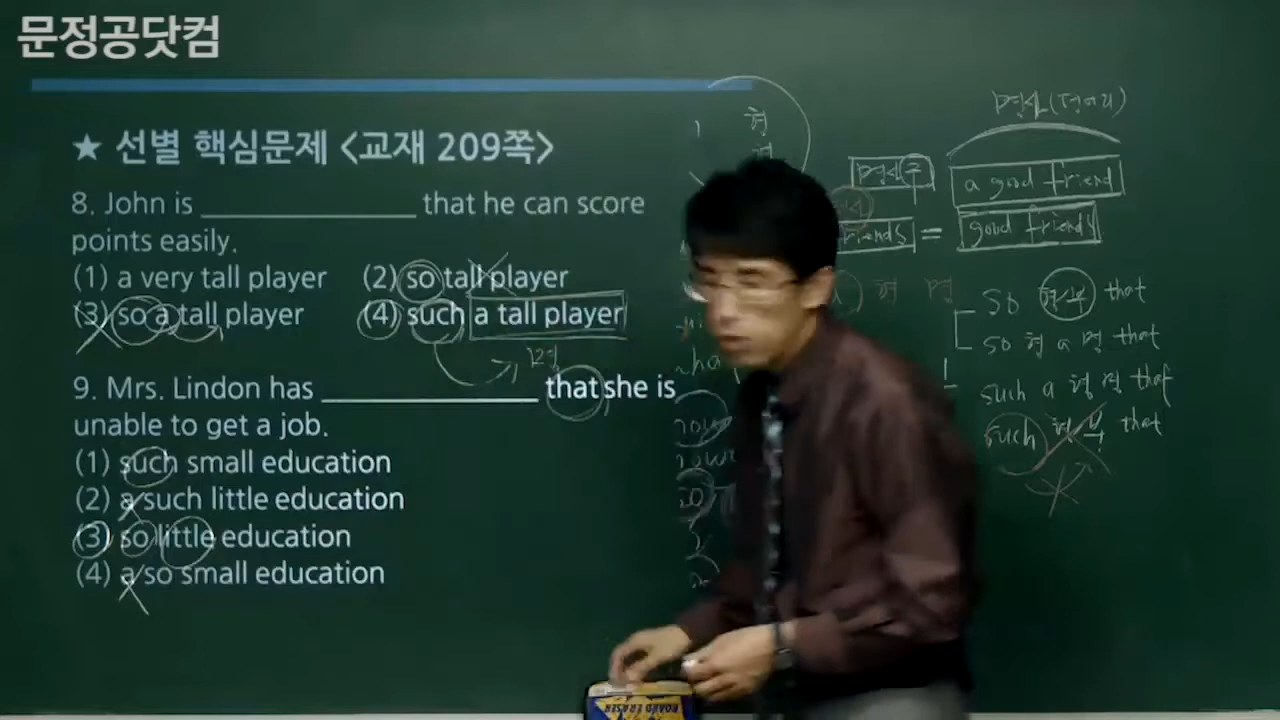 문정공닷컴
★ 선별 핵심문제 <교재 209쪽>
8. John is _______________ that he can score
points easily.
(1) a very tall player (2) so tall player
(3) so a tall player (4) such a tall player
9. Mrs. Lindon has _______________ that she is
unable to get a job.
(1) such small education
(2) a such little education
(3) so little education
(4) a so small education
형
a good friend
= good friends
so 형/부 that
so 형 a 명 that
such a 형 명 that
such that
BOARD ERASER